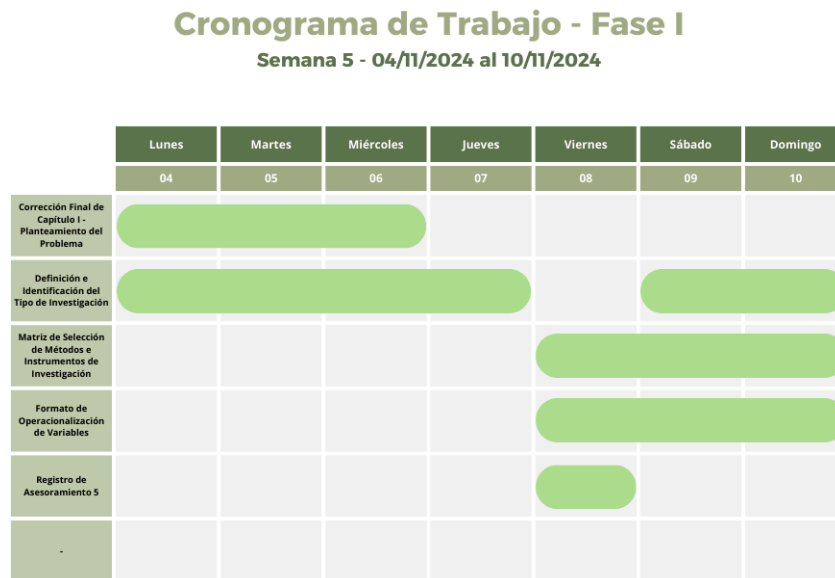 Cronograma de Trabajo - Fase I
Semana 5 - 04/11/2024 al 10/11/2024
Lunes Martes Miércoles Jueves Viernes Sábado Domingo
04 05 06 07 08 09 10
Corrección Final de
Capítulo I -
Planteamiento del
Problema
Definición e
Identificación del
Tipo de Investigación
Matriz de Selección
de Métodos e
Instrumentos de
Investigación
Formato de
Operacionalización
de Variables
Registro de
Asesoramiento 5
-